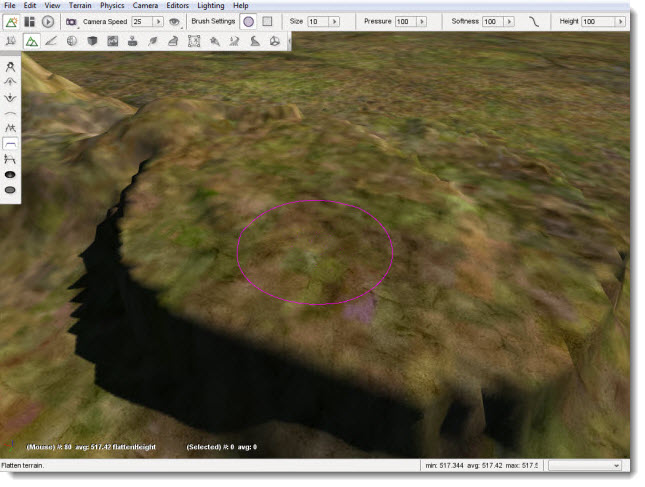 File Edit View Terrain Physics Camera Editors Lighting Help
Camera Speed 25 Brush Settings Size 10 Pressure 100 Softness 100 Height 100
(Mouse) #: 80 avg: 517.42 flattenHeight (Selected) #: 0 avg: 0
Flatten terrain. min: 517.344 avg: 517.42 max: 517.5